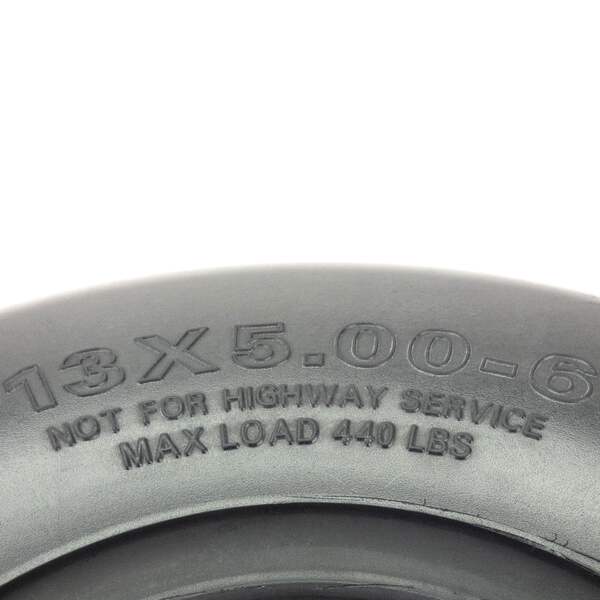 13X5.00-6
NOT FOR HIGHWAY SERVICE
MAX LOAD 440 LBS